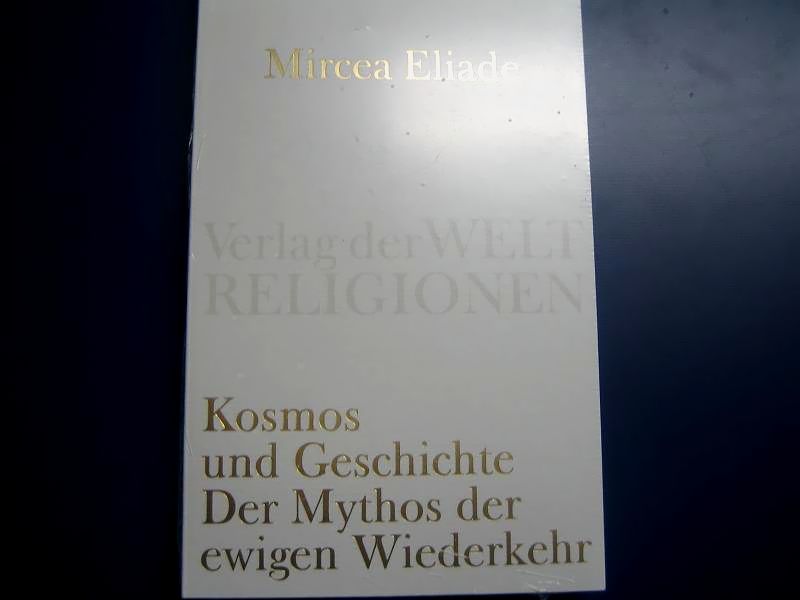 Mircea Eliade
Verlag der WELT
RELIGIONEN
Kosmos
und Geschichte
Der Mythos der
ewigen Wiederkehr